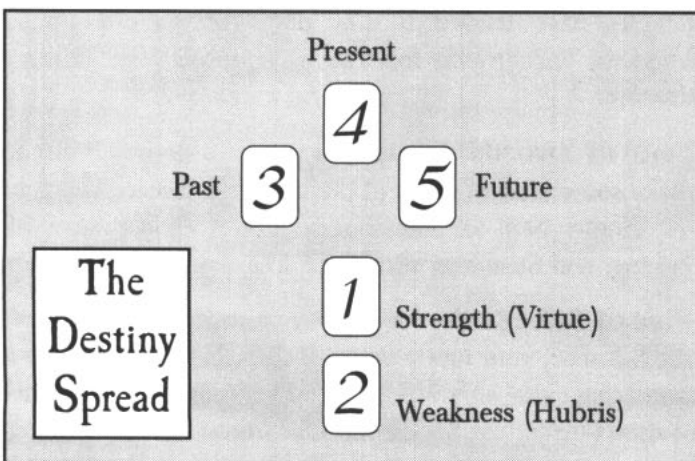 Present
4
Past 3 5 Future
1 Strength (Virtue)
2 Weakness (Hubris)
The
Destiny
Spread